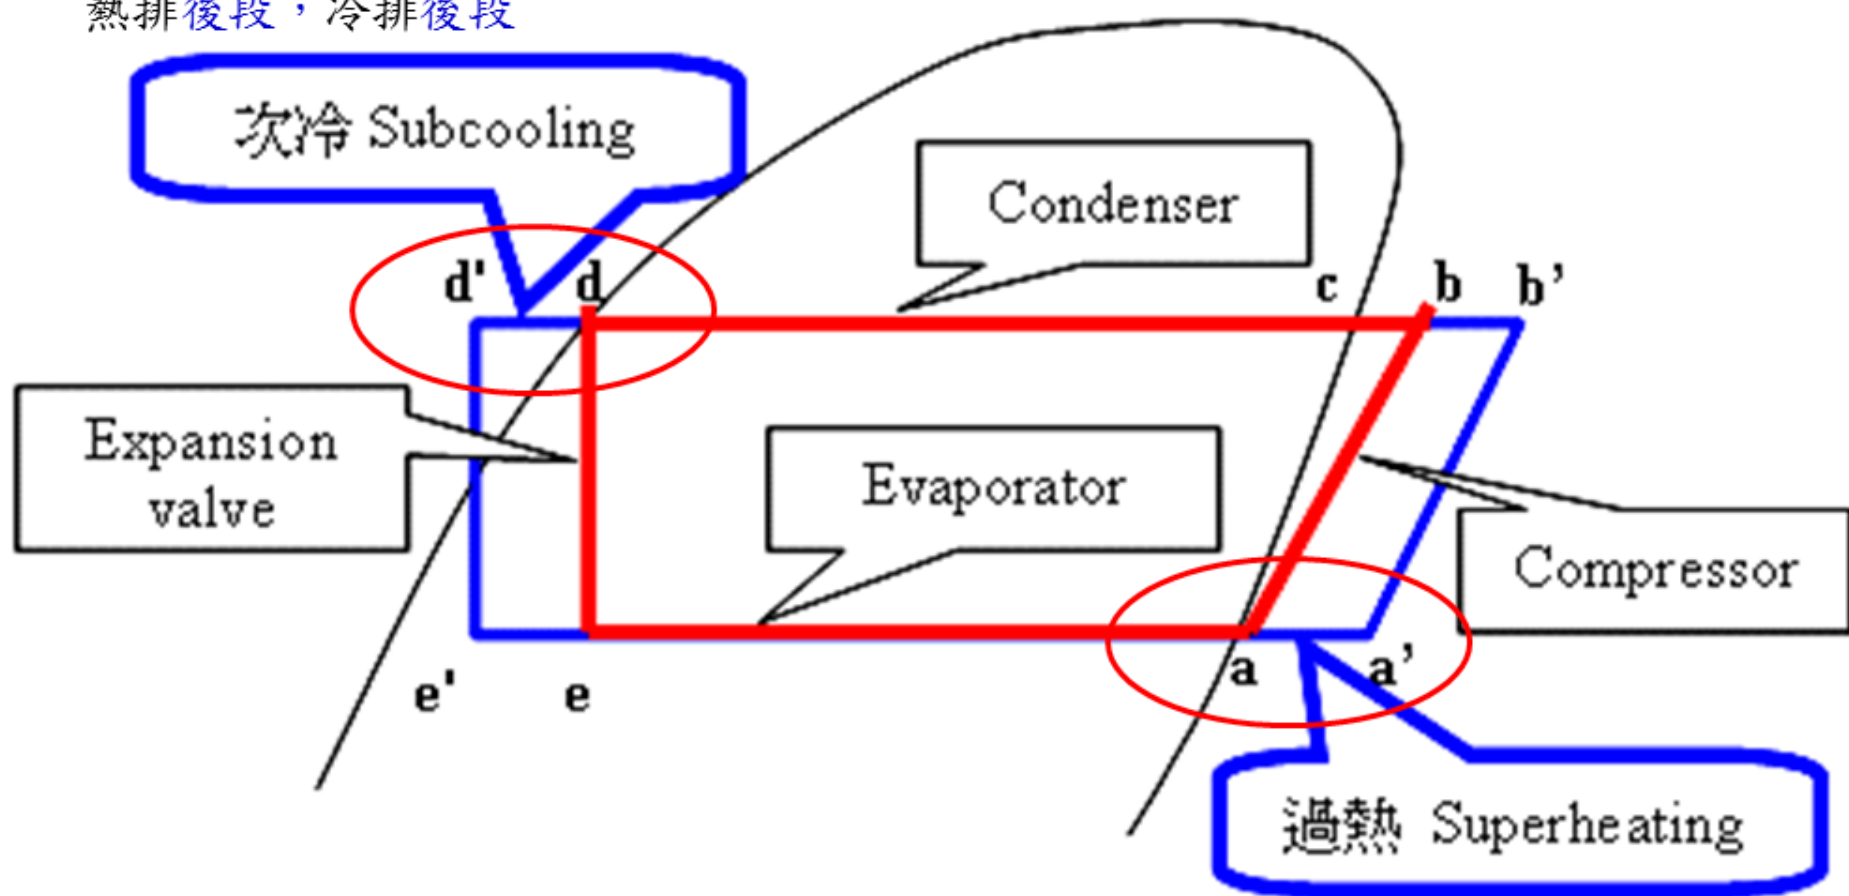 熱排後段，冷排後段
次冷 Subcooling
Condenser
d'
d
c
b
b’
Expansion
valve
Evaporator
Compressor
a
a’
e'
e
過熱 Superheating